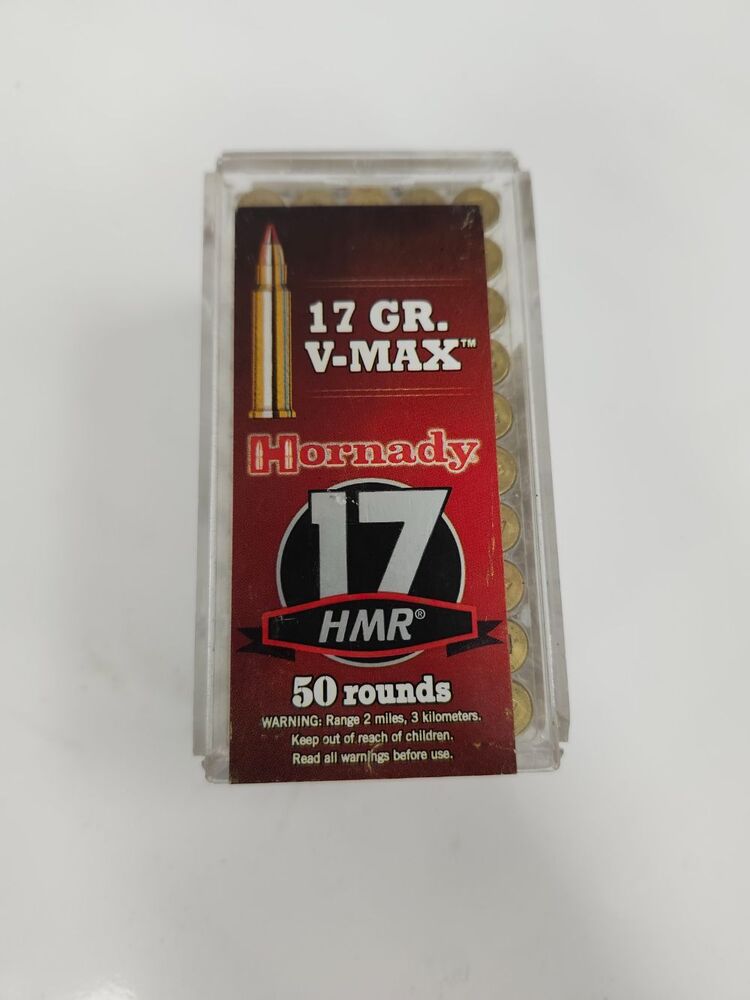 17 GR.
V-MAX™
Hornady
17
HMR®
50 rounds
WARNING: Range 2 miles, 3 kilometers.
Keep out of reach of children.
Read all warnings before use.